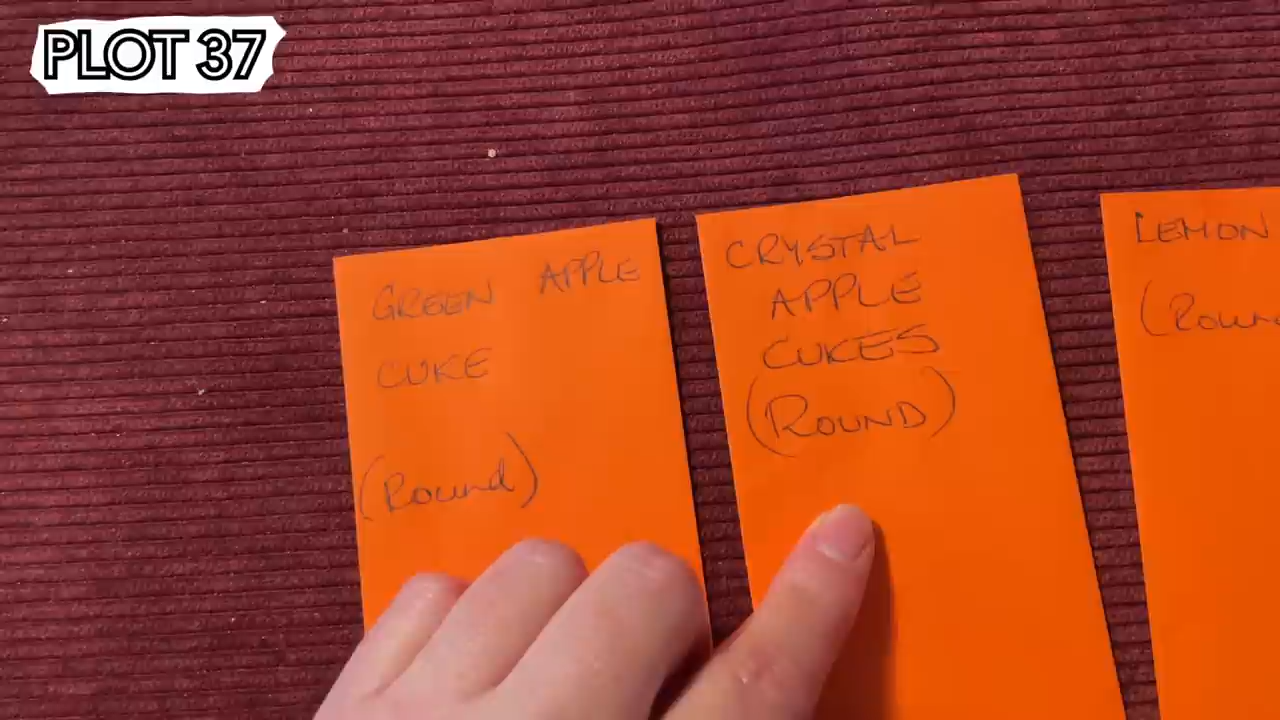 PLOT 37
GREEN APPLE
CUKE
(Round)
CRYSTAL
APPLE
CUKES
(ROUND)
LEMON